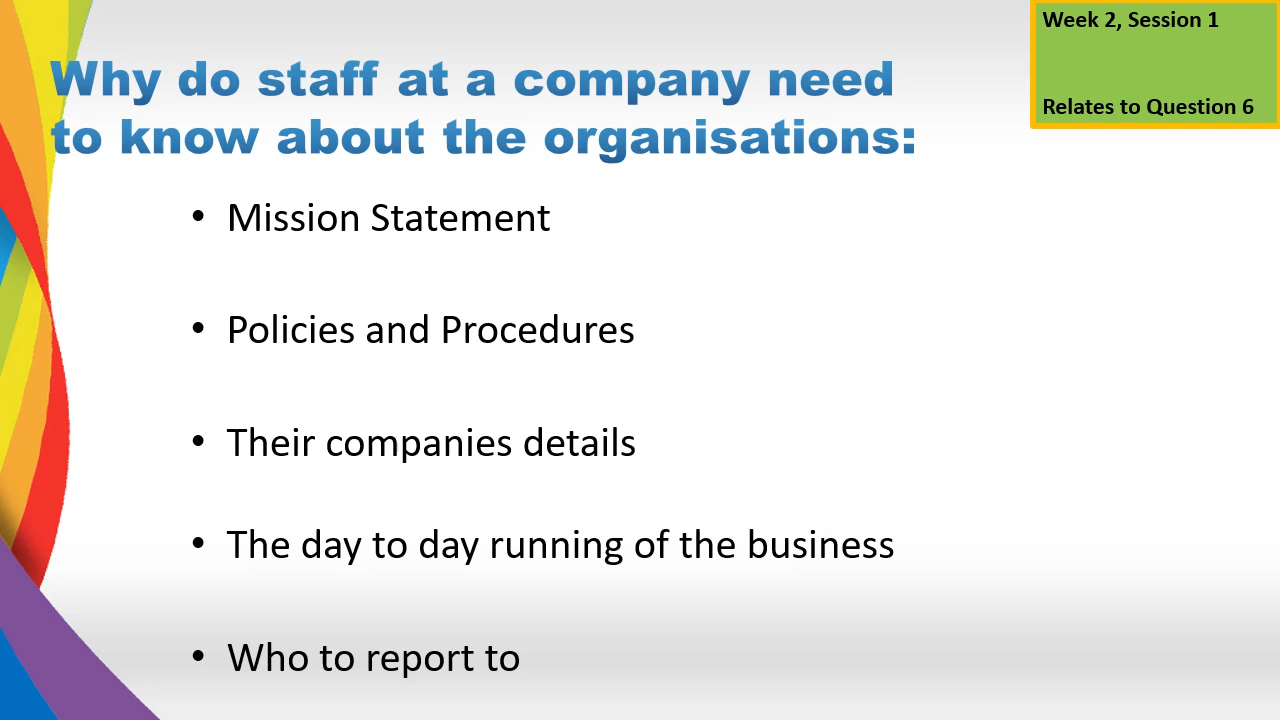 Week 2, Session 1
Relates to Question 6
Why do staff at a company need
to know about the organisations:
• Mission Statement
• Policies and Procedures
• Their companies details
• The day to day running of the business
• Who to report to